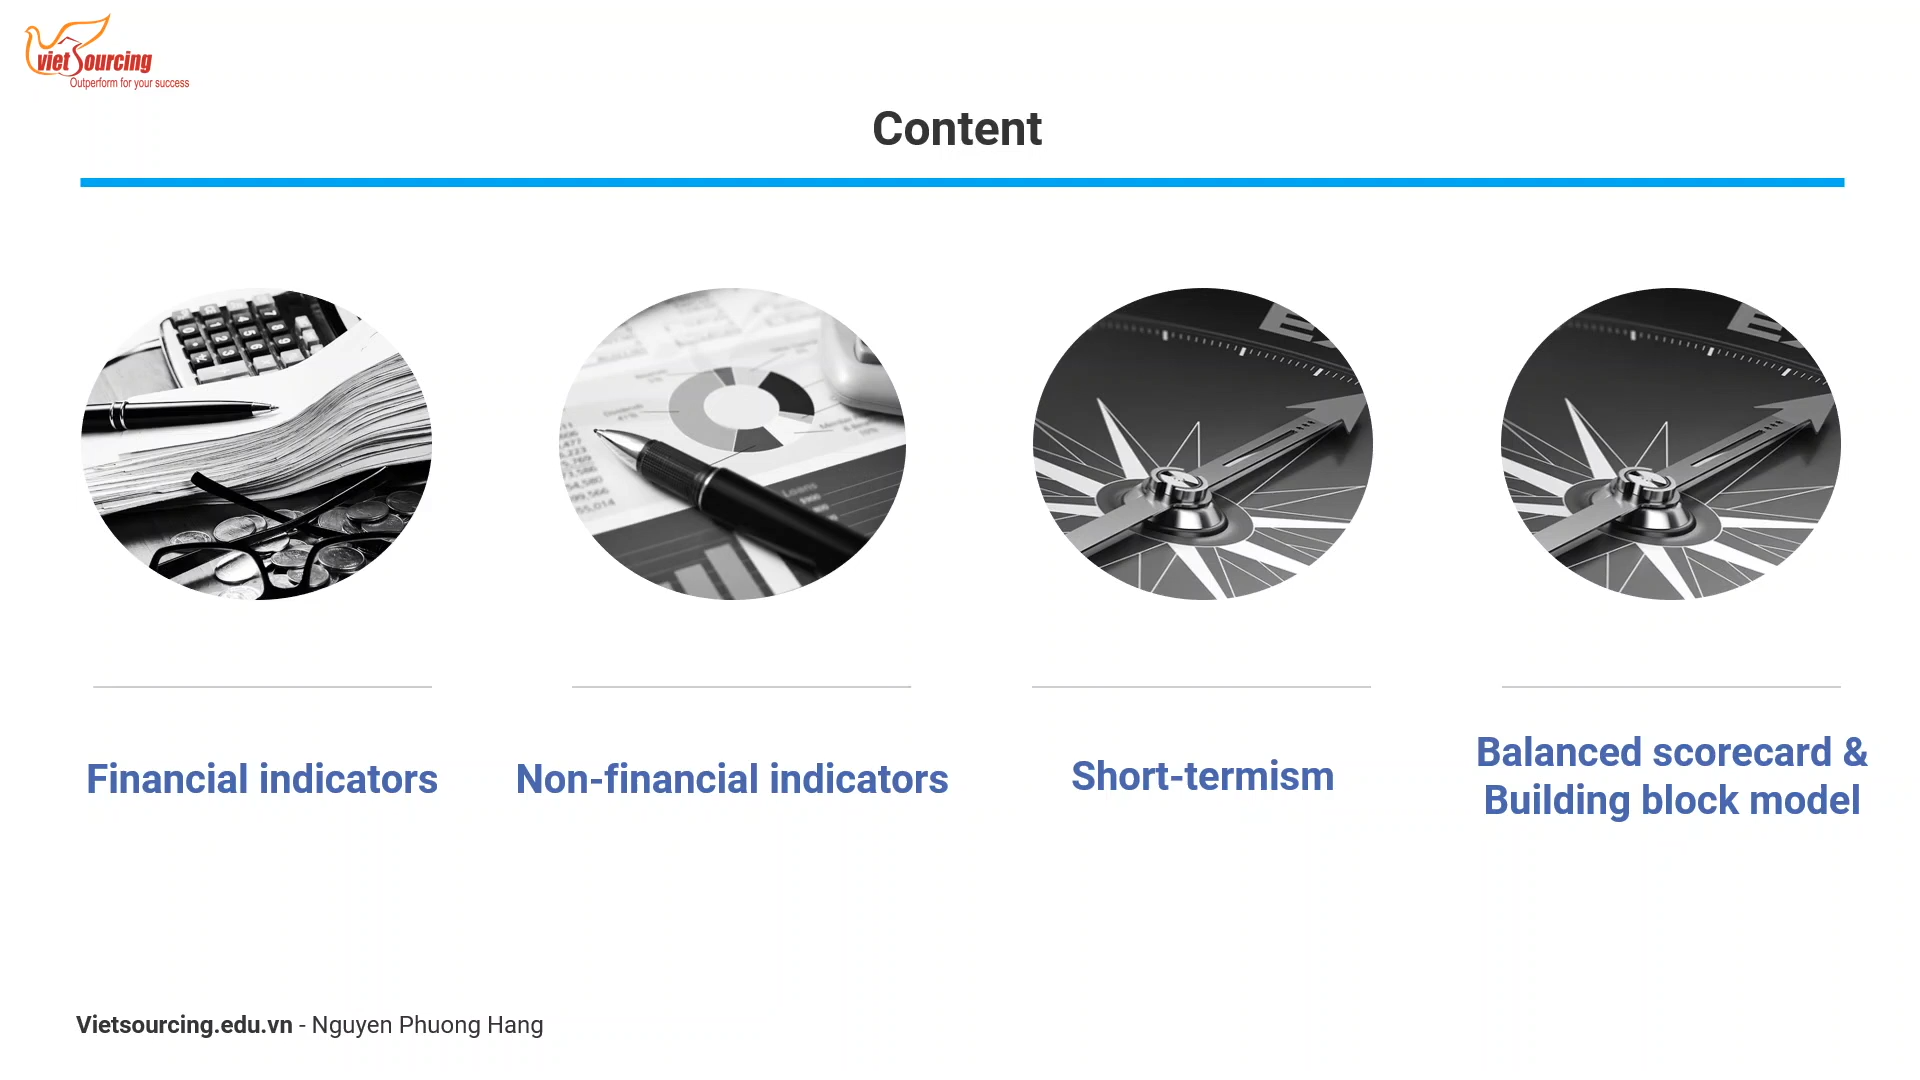 viet Sourcing
Outperform for your success
Content
Financial indicators
Non-financial indicators
Short-termism
Balanced scorecard &
Building block model
Vietsourcing.edu.vn - Nguyen Phuong Hang